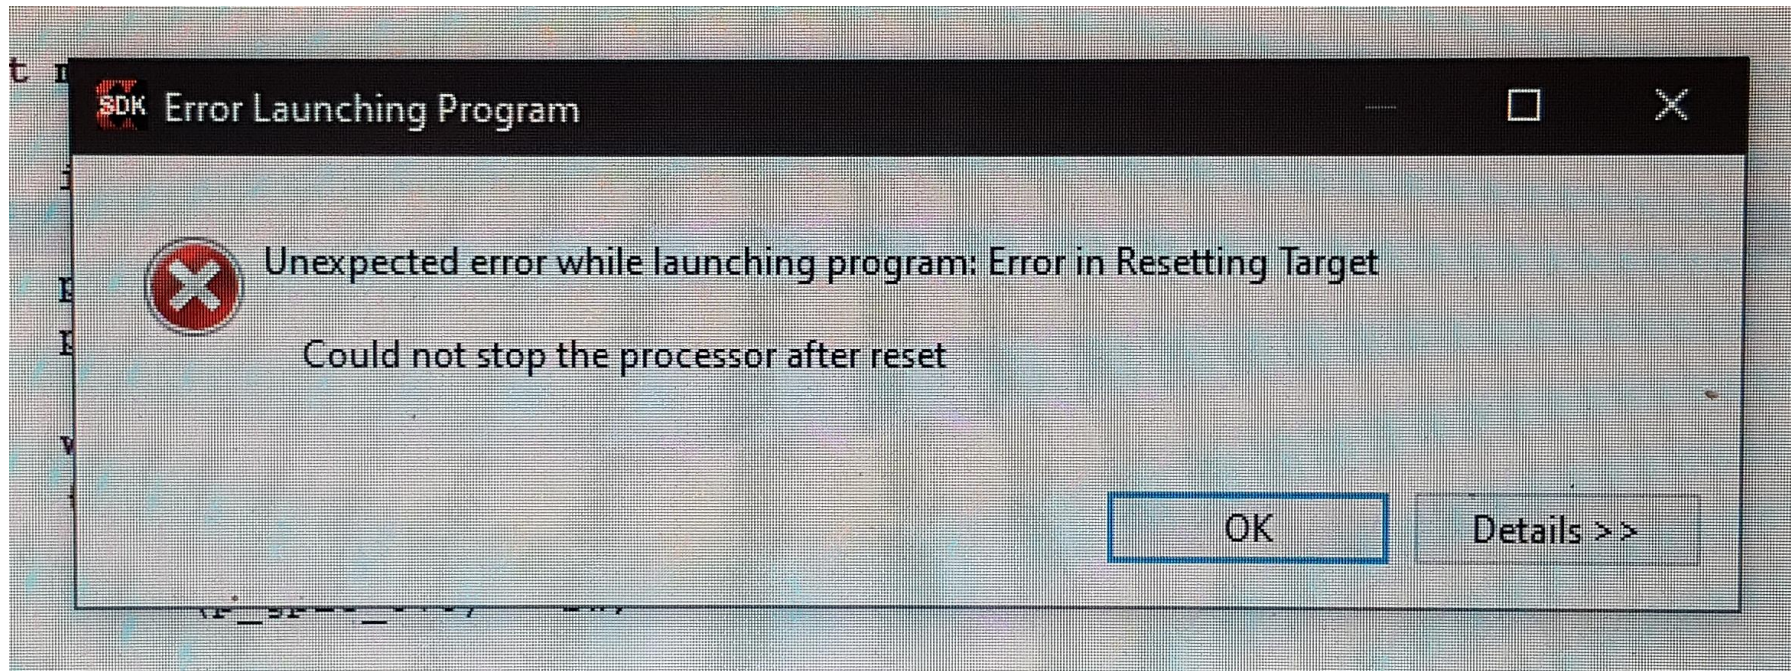 SDK Error Launching Program
Unexpected error while launching program: Error in Resetting Target
Could not stop the processor after reset
OK Details >>